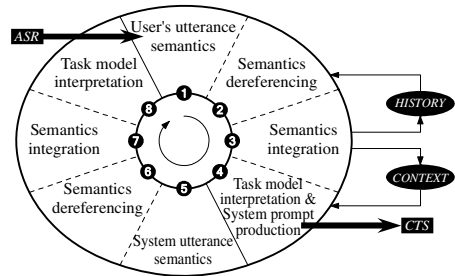 ASR
User's utterance
semantics
Task model
interpretation
Semantics
dereferencing
HISTORY
Semantics
integration
Semantics
integration
CONTEXT
Semantics
dereferencing
Task model
interpretation &
System prompt
production
CTS
System utterance
semantics
1
2
3
4
5
6
7
8